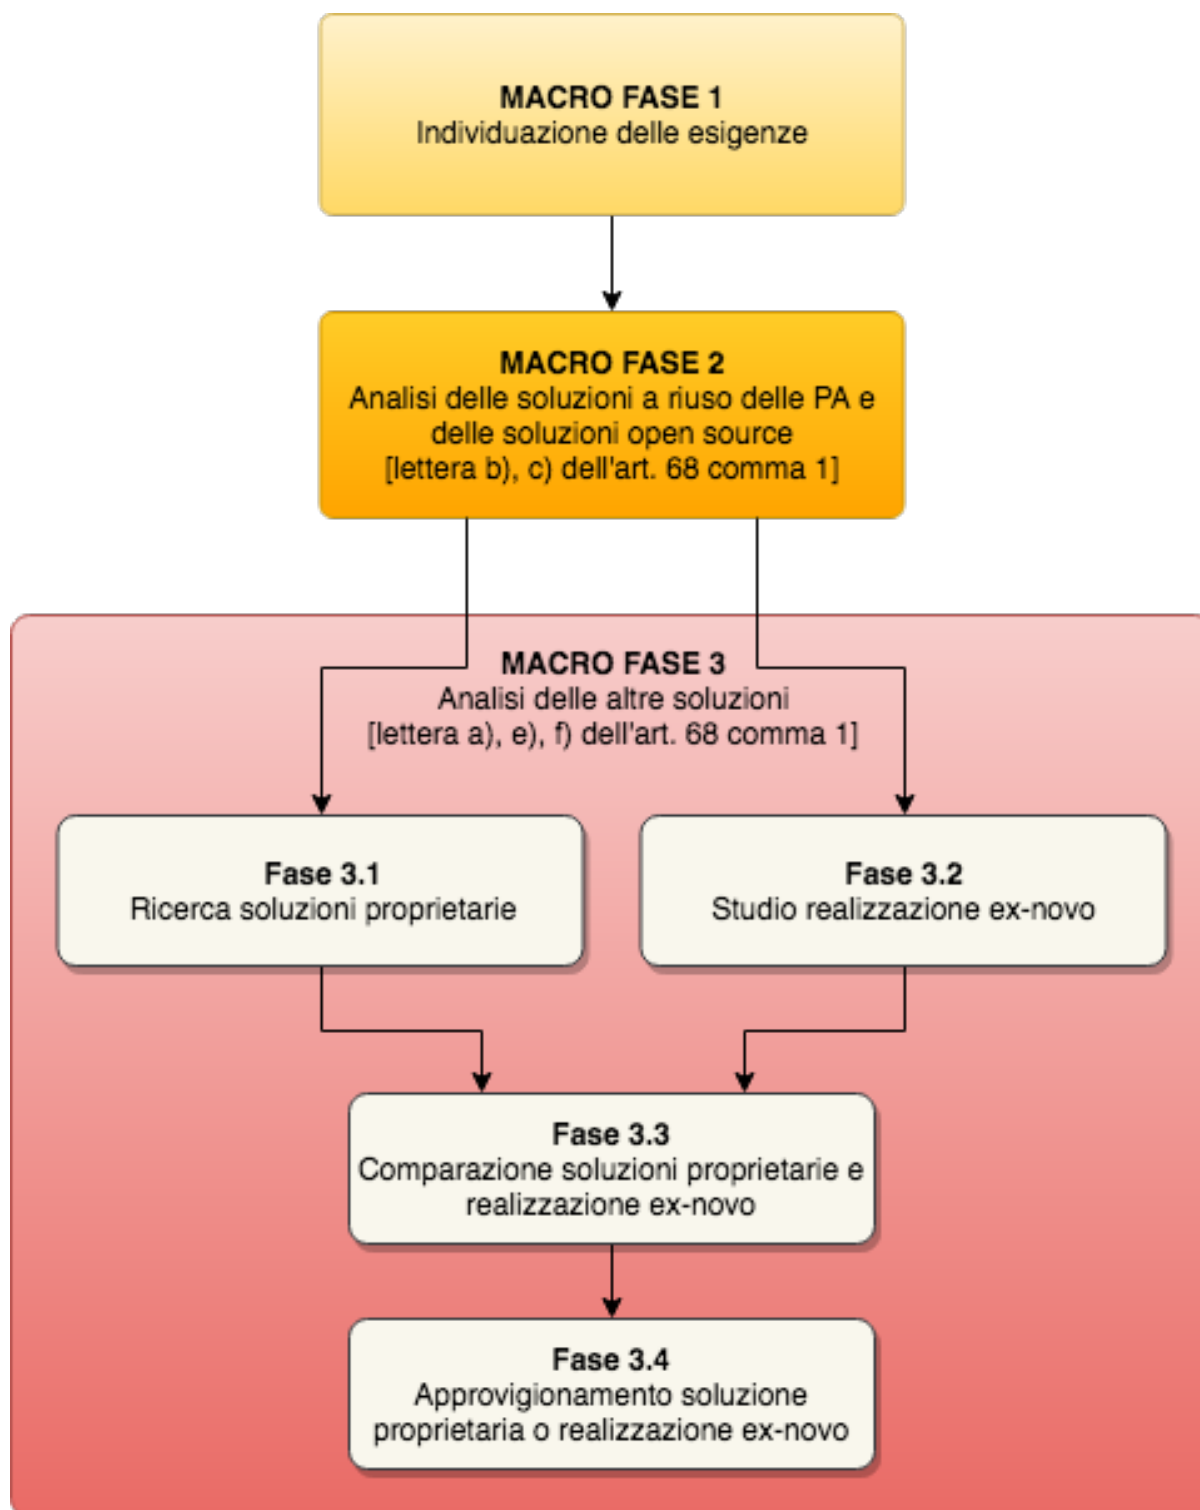 MACRO FASE 1
Individuazione delle esigenze
MACRO FASE 2
Analisi delle soluzioni a riuso delle PA e
delle soluzioni open source
[lettera b), c) dell'art. 68 comma 1]
MACRO FASE 3
Analisi delle altre soluzioni
[lettera a), e), f) dell'art. 68 comma 1]
Fase 3.1
Ricerca soluzioni proprietarie
Fase 3.2
Studio realizzazione ex-novo
Fase 3.3
Comparazione soluzioni proprietarie e
realizzazione ex-novo
Fase 3.4
Approvigionamento soluzione
proprietaria o realizzazione ex-novo